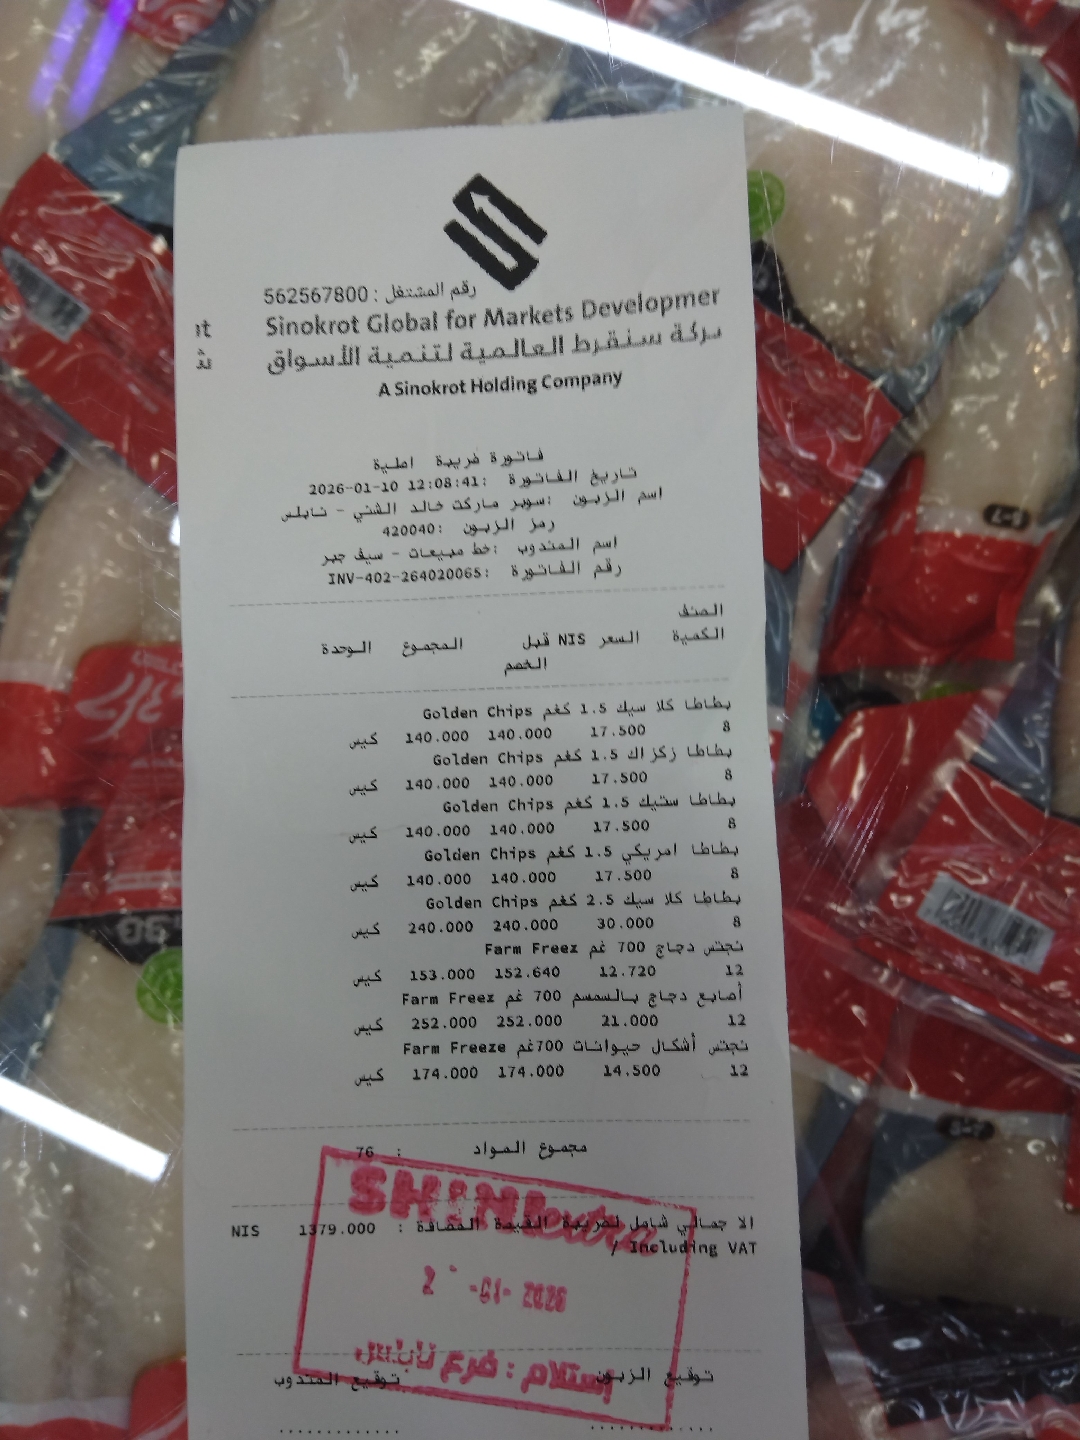 رقم المشتغل : 562567800
Sinokrot Global for Markets Developmer
rt
شركة سنقرط العالمية لتنمية الأسواق
A Sinokrot Holding Company
فاتورة ضريبة اصلية
تاريخ الفاتورة :2026-01-10 12:08:41
اسم الزبون :سوبر ماركت خالد الشني - نابلس
رمز الزبون :420040
اسم المندوب :خط مبيعات - سيف جبر
رقم الفاتورة :INV-402-264020065
الصنف
الكمية السعر NIS قبل المجموع الوحدة
الخصم
بطاطا كلا سيك 1.5 كغم Golden Chips
8 17.500 140.000 140.000 كيس
بطاطا زكزاك 1.5 كغم Golden Chips
8 17.500 140.000 140.000 كيس
بطاطا ستيك 1.5 كغم Golden Chips
8 17.500 140.000 140.000 كيس
بطاطا امريكي 1.5 كغم Golden Chips
8 17.500 140.000 140.000 كيس
بطاطا كلا سيك 2.5 كغم Golden Chips
8 30.000 240.000 240.000 كيس
نجتس دجاج 700 غم Farm Freez
12 12.720 152.640 153.000 كيس
أصابع دجاج بالسمسم 700 غم Farm Freez
12 21.000 252.000 252.000 كيس
نجتس أشكال حيوانات 700غم Farm Freeze
12 14.500 174.000 174.000 كيس
مجموع المواد : 76
SHINI extra
الا جمالي شامل لضريبة القيمة المضافة : 1379.000 NIS
/ Including VAT
-01- 2026
استلام : فرع نابلس
توقيع الزبون توقيع المندوب